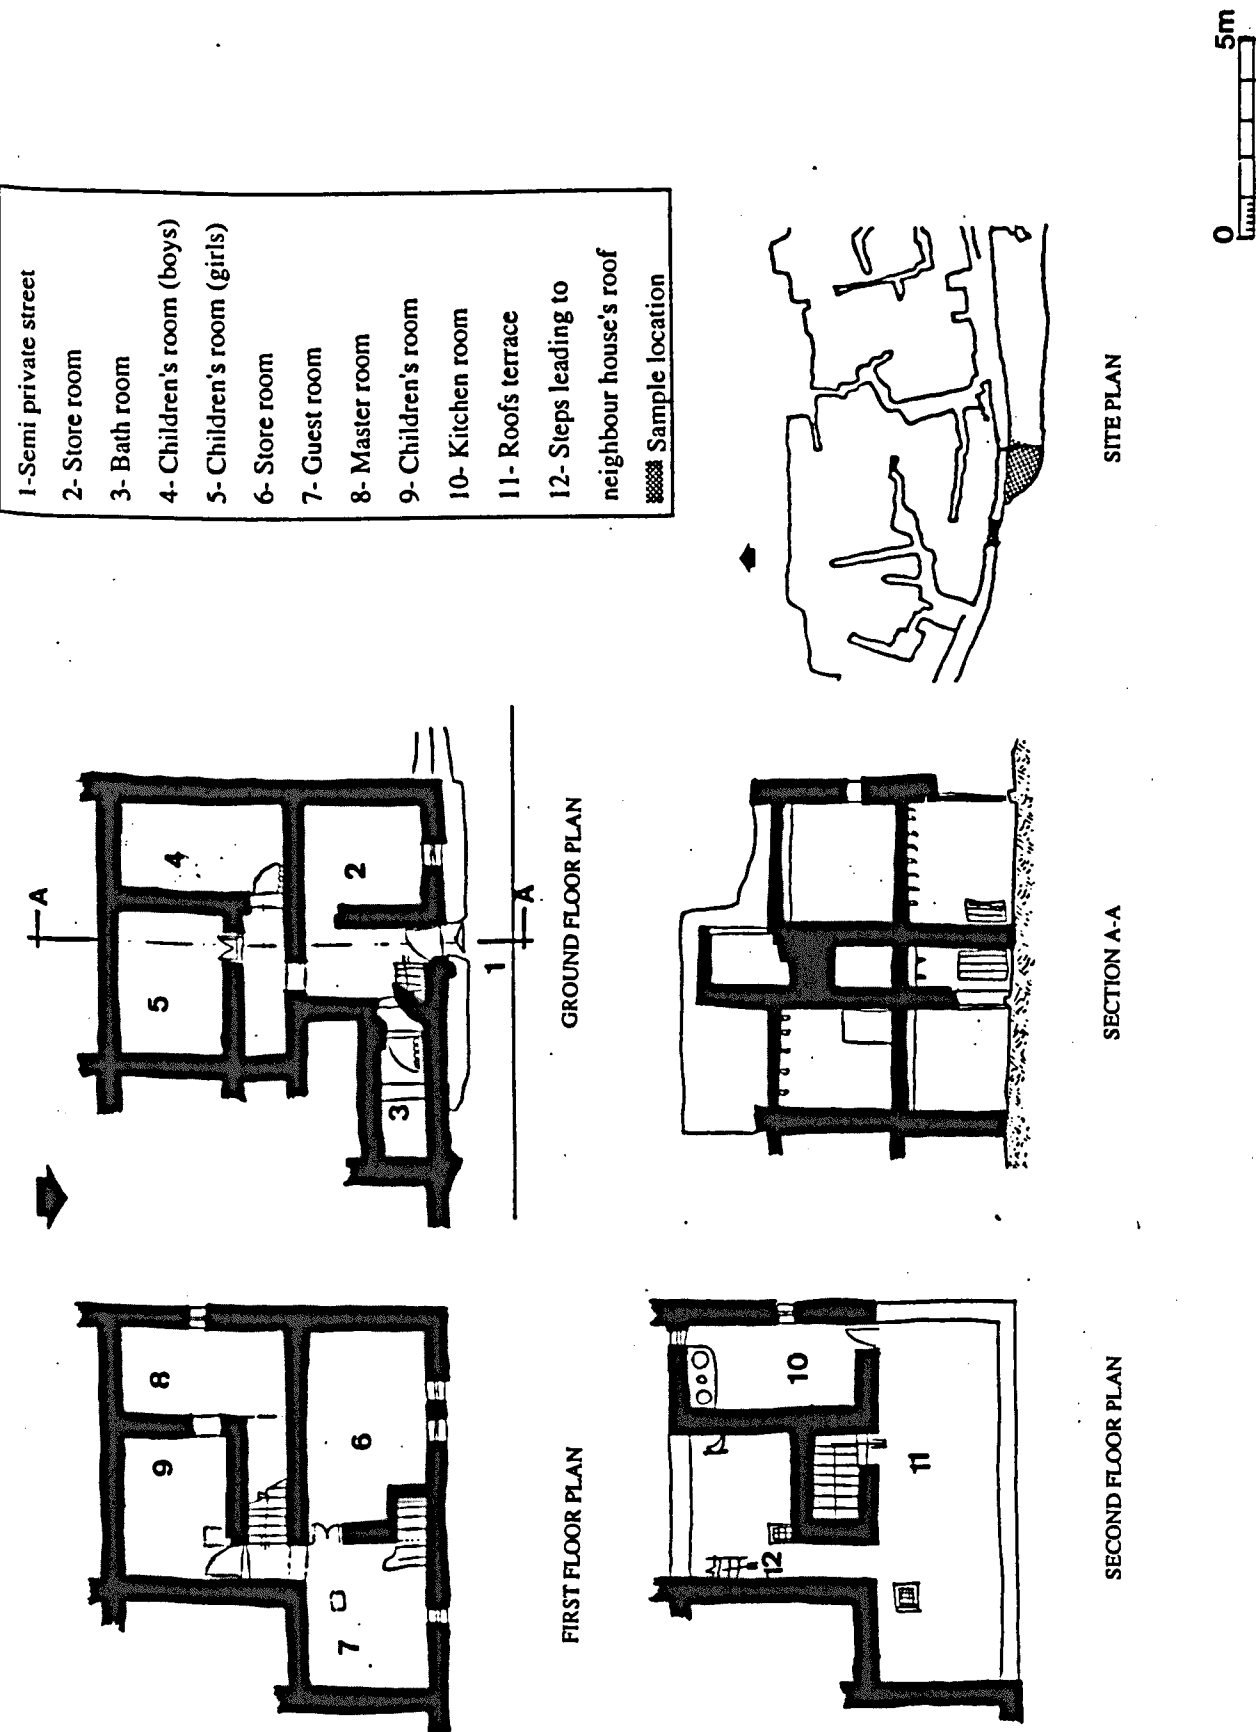 1-Semi private street
2- Store room
3- Bath room
4- Children's room (boys)
5- Children's room (girls)
6- Store room
7- Guest room
8- Master room
9- Children's room
10- Kitchen room
11- Roofs terrace
12- Steps leading to
neighbour house's roof
Sample location
8
9
6
7
FIRST FLOOR PLAN
A
4
5
2
3
1
A
GROUND FLOOR PLAN
10
11
12
SECOND FLOOR PLAN
SECTION A-A
SITE PLAN
0
5m